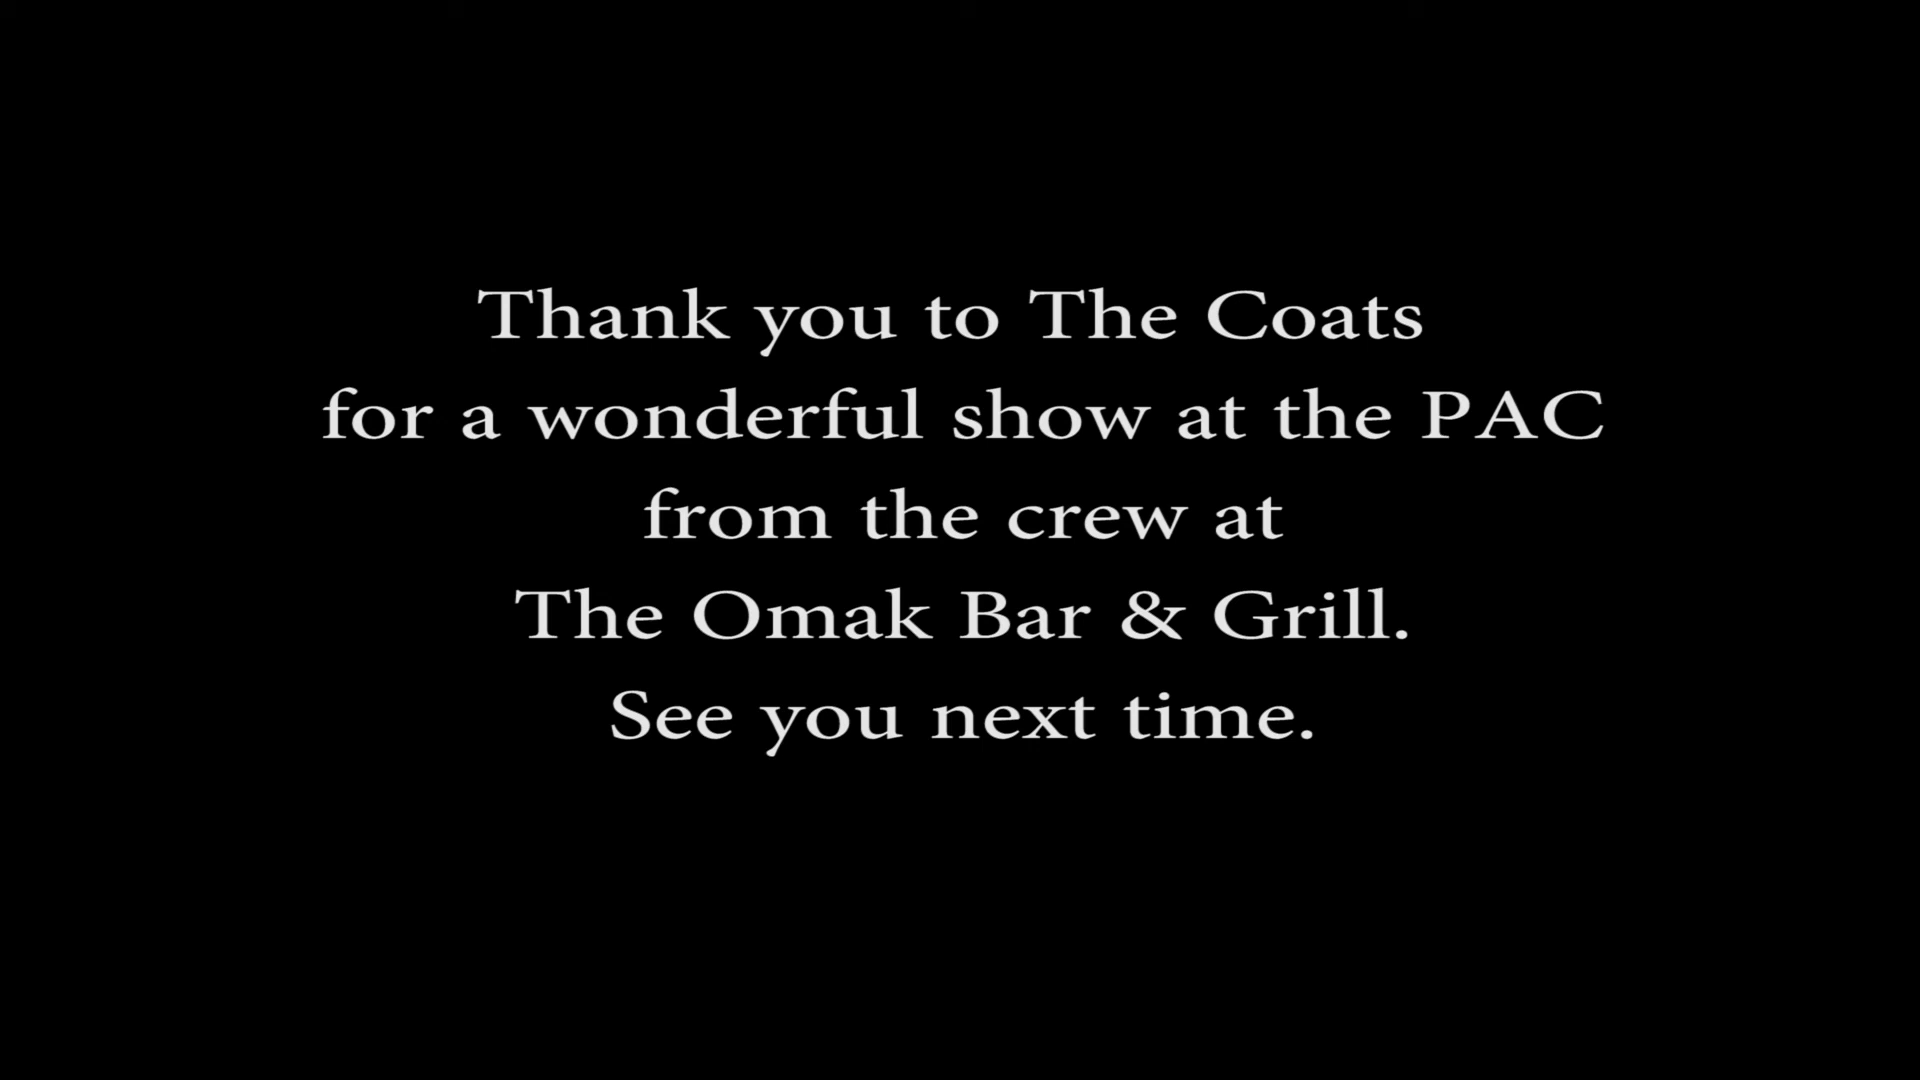 Thank you to The Coats
for a wonderful show at the PAC
from the crew at
The Omak Bar & Grill.
See you next time.